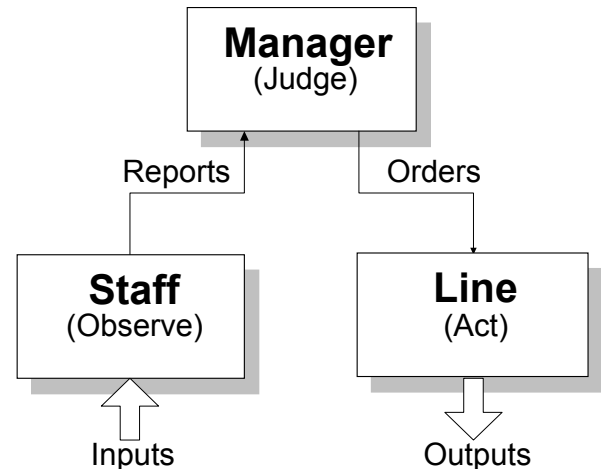 Manager
(Judge)
Reports
Orders
Staff
(Observe)
Line
(Act)
Inputs
Outputs